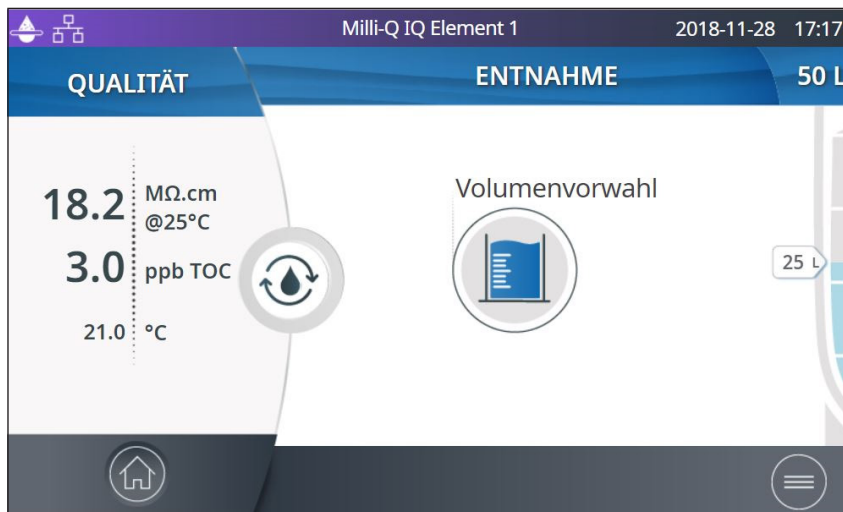 Milli-Q IQ Element 1
2018-11-28 17:17
QUALITÄT
ENTNAHME
50 L
18.2 MΩ.cm
@25°C
3.0 ppb TOC
21.0 °C
Volumenvorwahl
25 L